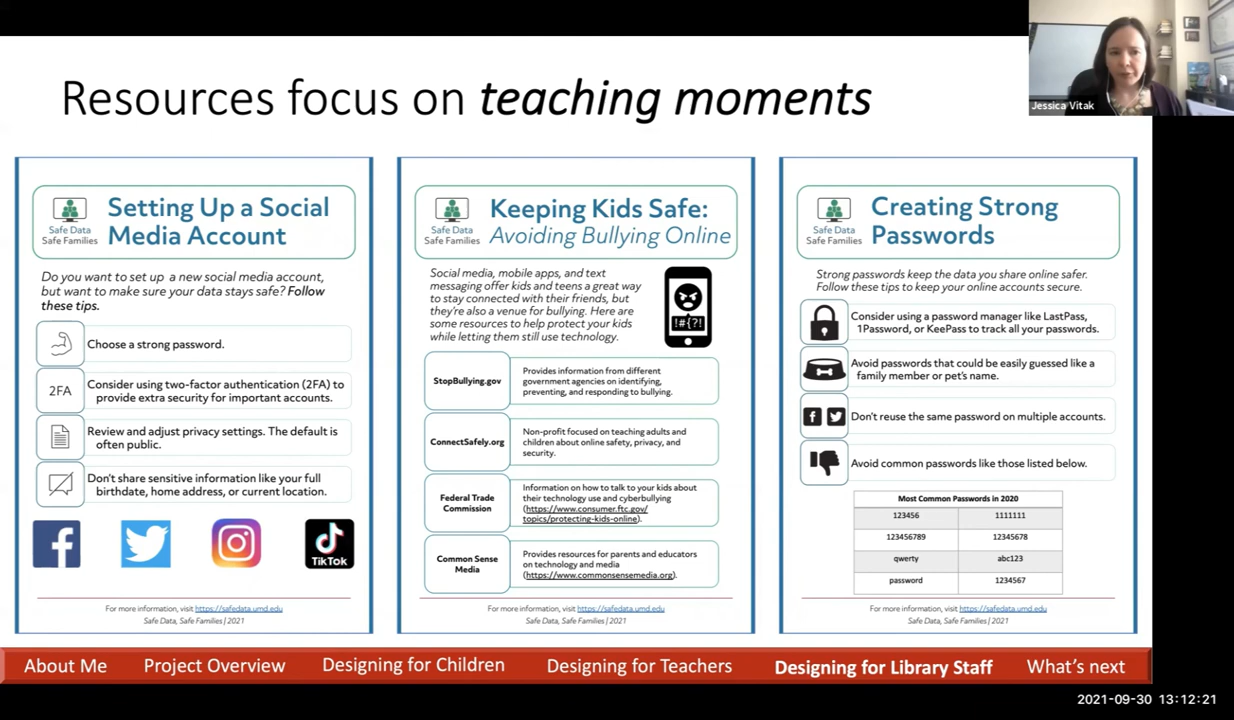 Resources focus on teaching moments
Jessica Vitak
Safe Data
Safe Families
Setting Up a Social
Media Account
Do you want to set up a new social media account,
but want to make sure your data stays safe? Follow
these tips.
Choose a strong password.
2FA
Consider using two-factor authentication (2FA) to
provide extra security for important accounts.
Review and adjust privacy settings. The default is
often public.
Don't share sensitive information like your full
birthdate, home address, or current location.
TikTok
For more information, visit https://safedata.umd.edu
Safe Data, Safe Families | 2021
Safe Data
Safe Families
Keeping Kids Safe:
Avoiding Bullying Online
Social media, mobile apps, and text
messaging offer kids and teens a great way
to stay connected with their friends, but
they're also a venue for bullying. Here are
some resources to help protect your kids
while letting them still use technology.
!#{?!
StopBullying.gov
Provides information from different
government agencies on identifying,
preventing, and responding to bullying.
ConnectSafely.org
Non-profit focused on teaching adults and
children about online safety, privacy, and
security.
Federal Trade
Commission
Information on how to talk to your kids about
their technology use and cyberbullying
(https://www.consumer.ftc.gov/
topics/protecting-kids-online).
Common Sense
Media
Provides resources for parents and educators
on technology and media
(https://www.commonsensemedia.org).
For more information, visit https://safedata.umd.edu
Safe Data, Safe Families | 2021
Safe Data
Safe Families
Creating Strong
Passwords
Strong passwords keep the data you share online safer.
Follow these tips to keep your online accounts secure.
Consider using a password manager like LastPass,
1Password, or KeePass to track all your passwords.
Avoid passwords that could be easily guessed like a
family member or pet's name.
Don't reuse the same password on multiple accounts.
Avoid common passwords like those listed below.
Most Common Passwords in 2020
123456 1111111
123456789 12345678
qwerty abc123
password 1234567
For more information, visit https://safedata.umd.edu
Safe Data, Safe Families | 2021
About Me Project Overview Designing for Children Designing for Teachers Designing for Library Staff What's next
2021-09-30 13:12:21